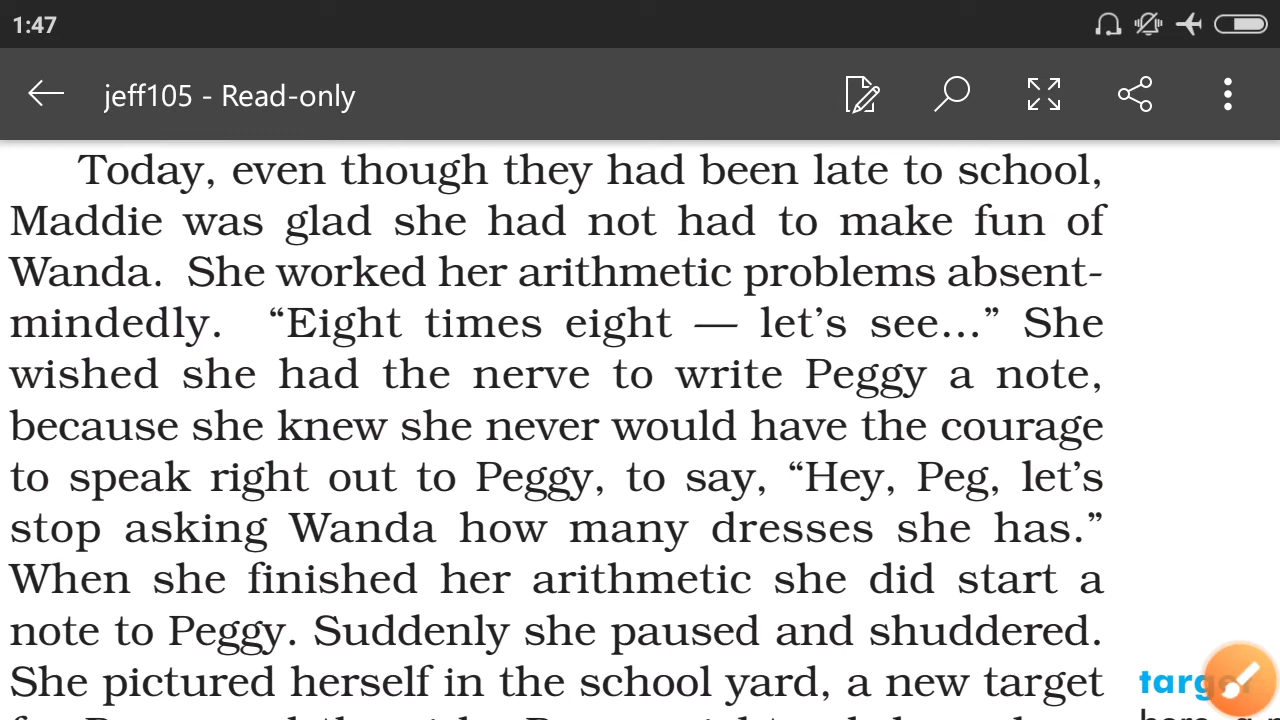 1:47
jeff105 - Read-only
Today, even though they had been late to school,
Maddie was glad she had not had to make fun of
Wanda. She worked her arithmetic problems absent-
mindedly. “Eight times eight — let’s see...” She
wished she had the nerve to write Peggy a note,
because she knew she never would have the courage
to speak right out to Peggy, to say, “Hey, Peg, let’s
stop asking Wanda how many dresses she has.”
When she finished her arithmetic she did start a
note to Peggy. Suddenly she paused and shuddered.
She pictured herself in the school yard, a new target